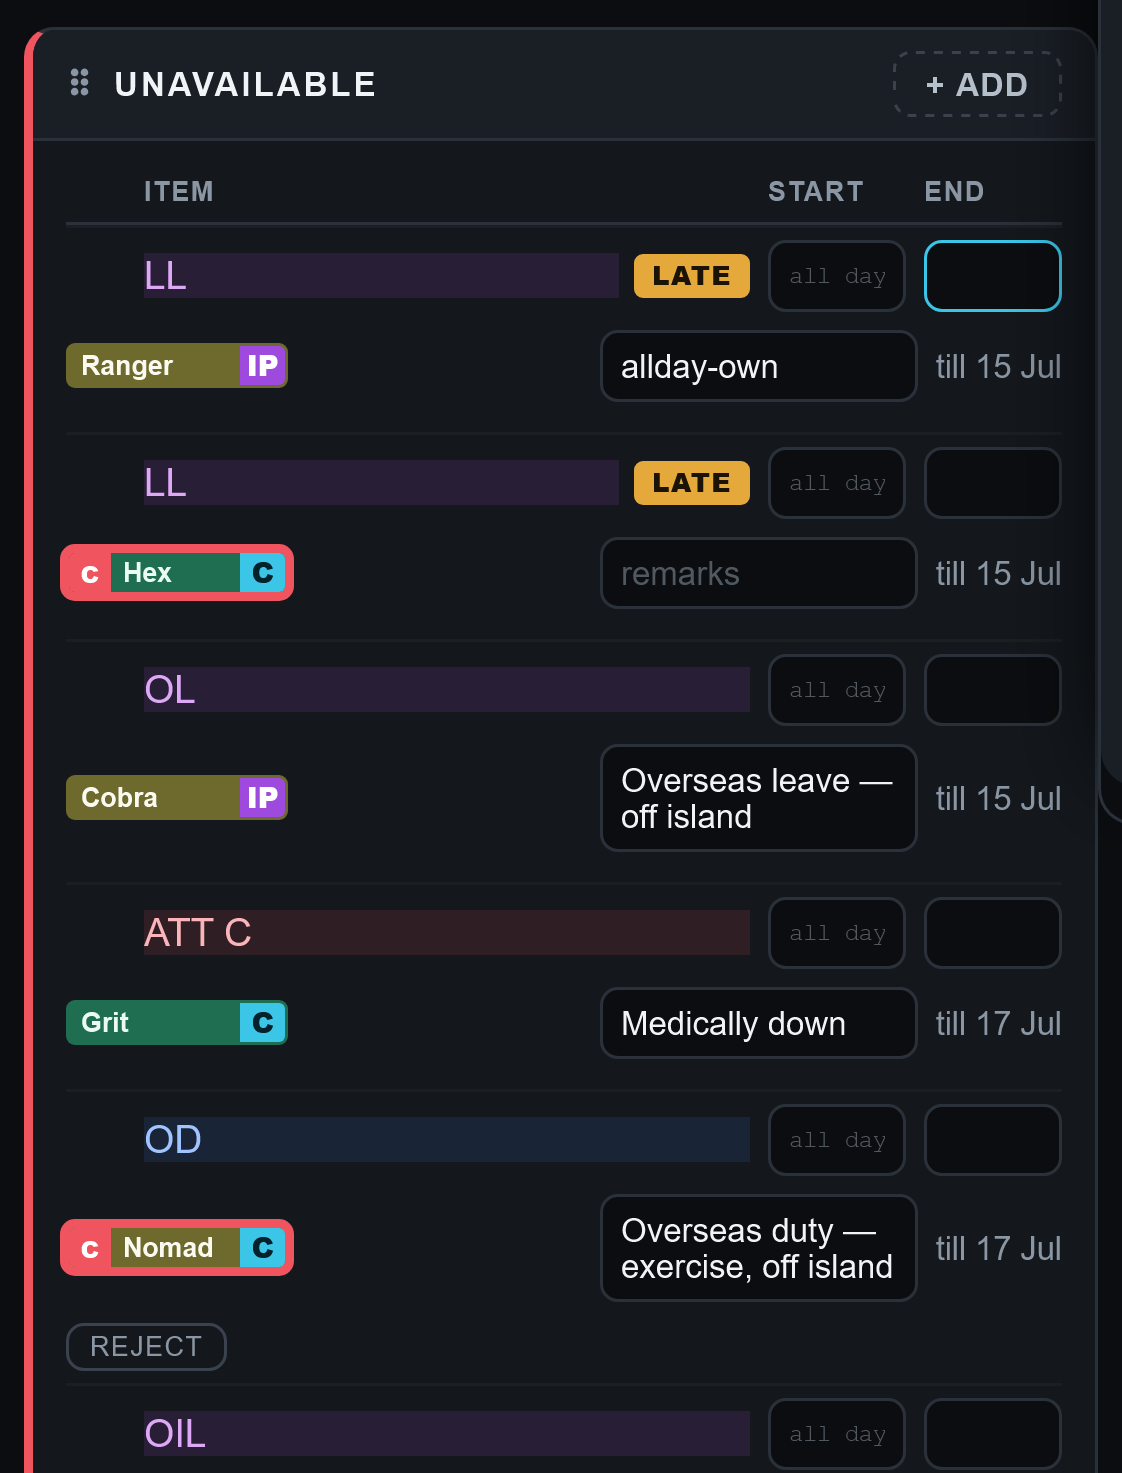 UNAVAILABLE
+ ADD
ITEM START END
LL LATE all day
Ranger IP allday-own till 15 Jul
LL LATE all day
c Hex C remarks till 15 Jul
OL all day
Cobra IP Overseas leave — till 15 Jul
off island
ATT C all day
Grit C Medically down till 17 Jul
OD all day
c Nomad C Overseas duty — till 17 Jul
exercise, off island
REJECT
OIL all day